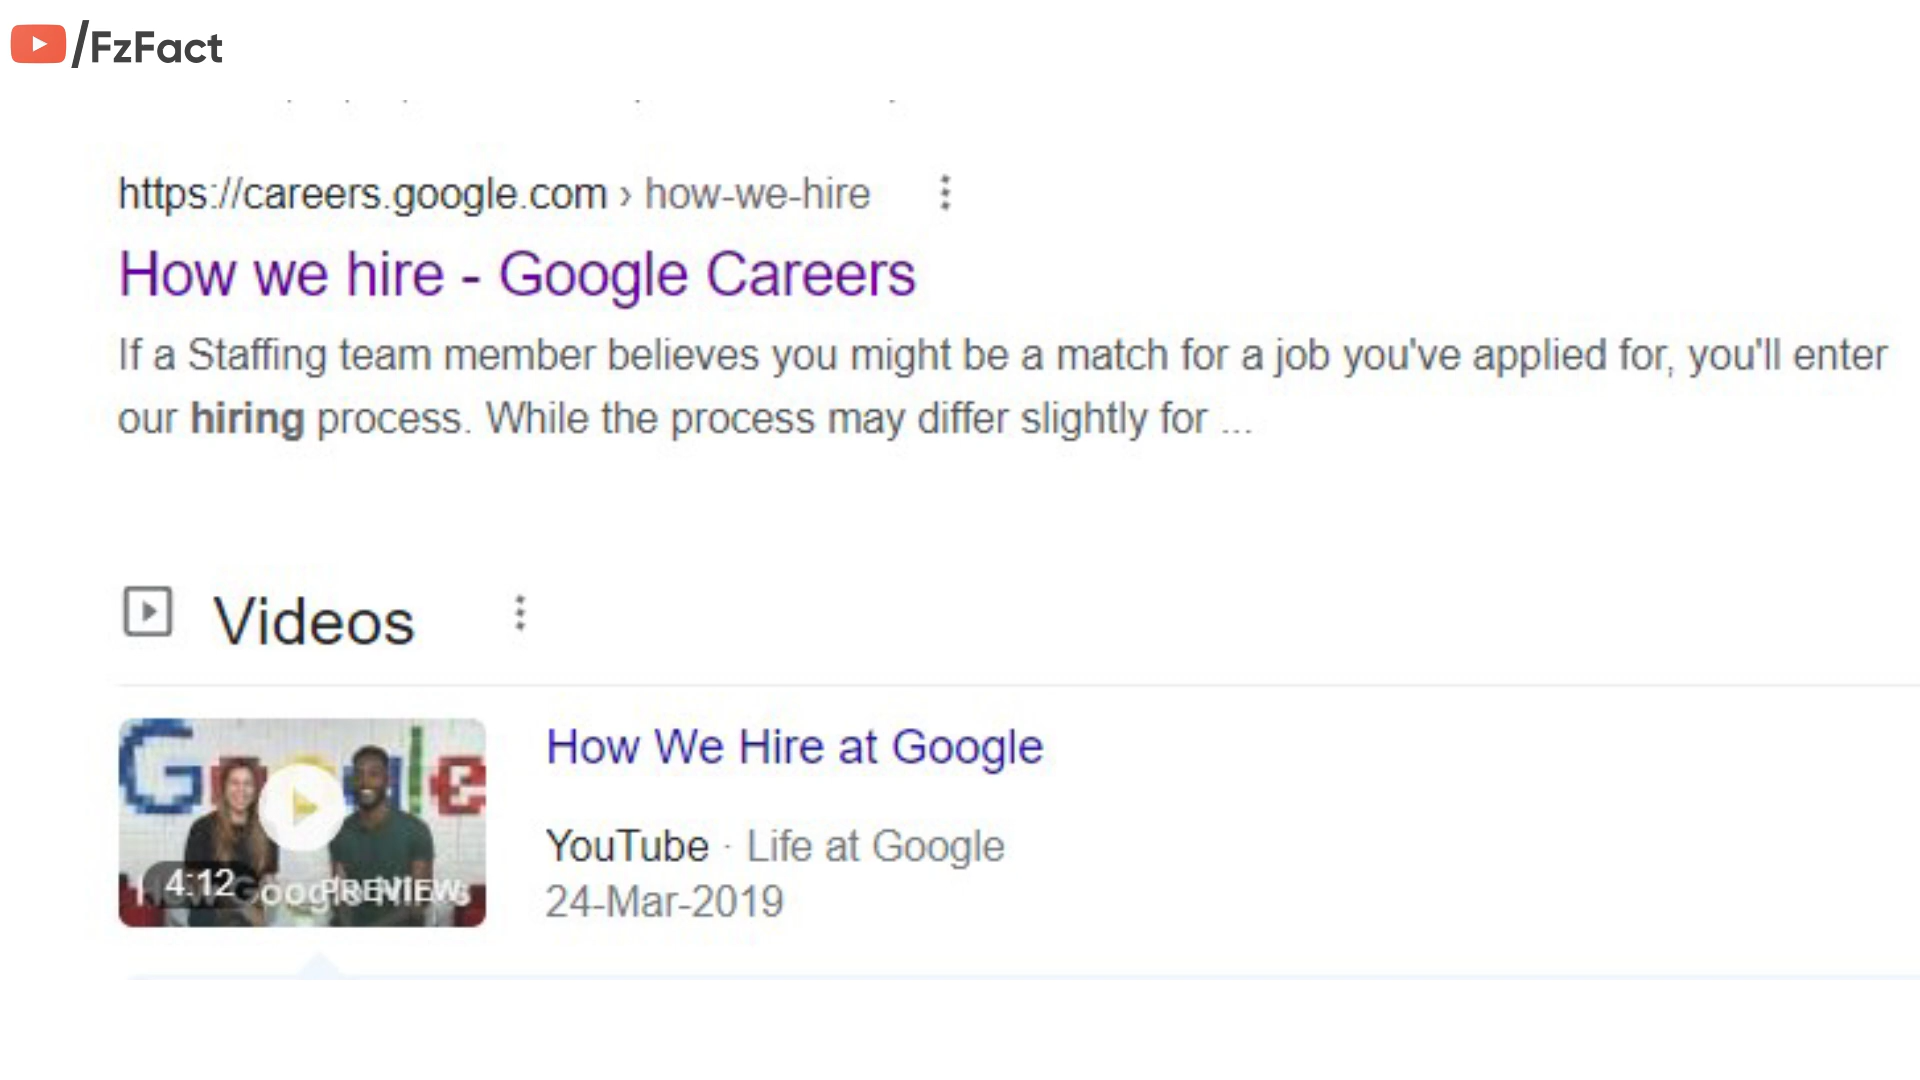 /FzFact
https://careers.google.com › how-we-hire
How we hire - Google Careers
If a Staffing team member believes you might be a match for a job you've applied for, you'll enter
our hiring process. While the process may differ slightly for ...
Videos
Google
How We Hire at Google
4:12
PREVIEW
YouTube · Life at Google
24-Mar-2019